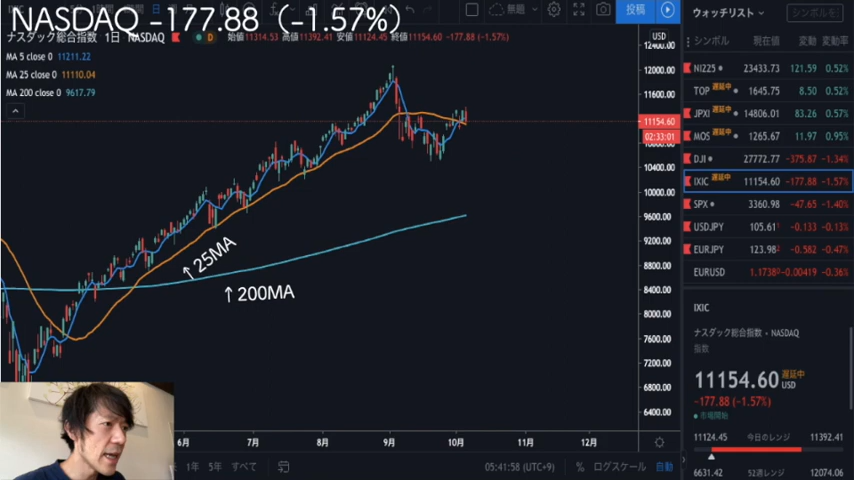 NASDAQ -177.88（-1.57%）
ナスダック総合指数 1日 NASDAQ D 始値11314.53 高値11392.41 安値11124.45 終値11154.60 -177.88 (-1.57%)
MA 5 close 0 11211.22
MA 25 close 0 11110.04
MA 200 close 0 9617.79
無題
投稿
USD
12400.00
12000.00
11600.00
11154.60
02:33:01
10800.00
10400.00
10000.00
9600.00
9200.00
8800.00
8400.00
8000.00
7600.00
7200.00
6800.00
6400.00
↑25MA
↑200MA
6月 7月 8月 9月 10月 11月 12月
1年 5年 すべて 05:41:58 (UTC+9) % ログスケール 自動
ウォッチリスト シンボルを
シンボル 現在値 変動 変動率
NI225 23433.73 121.59 0.52%
TOP 遅延中 1645.75 8.50 0.52%
JPXI 遅延中 14806.01 83.26 0.57%
MOS 遅延中 1265.67 11.97 0.95%
DJI 27772.77 -375.87 -1.34%
IXIC 遅延中 11154.60 -177.88 -1.57%
SPX 3360.98 -47.65 -1.40%
USDJPY 105.61¹ -0.133 -0.13%
EURJPY 123.98² -0.582 -0.47%
EURUSD 1.1738² -0.00419 -0.36%
IXIC
ナスダック総合指数 • NASDAQ
指数
11154.60 遅延中 USD
-177.88 (-1.57%)
市場開始
11124.45 今日のレンジ 11392.41
6631.42 52週レンジ 12074.06